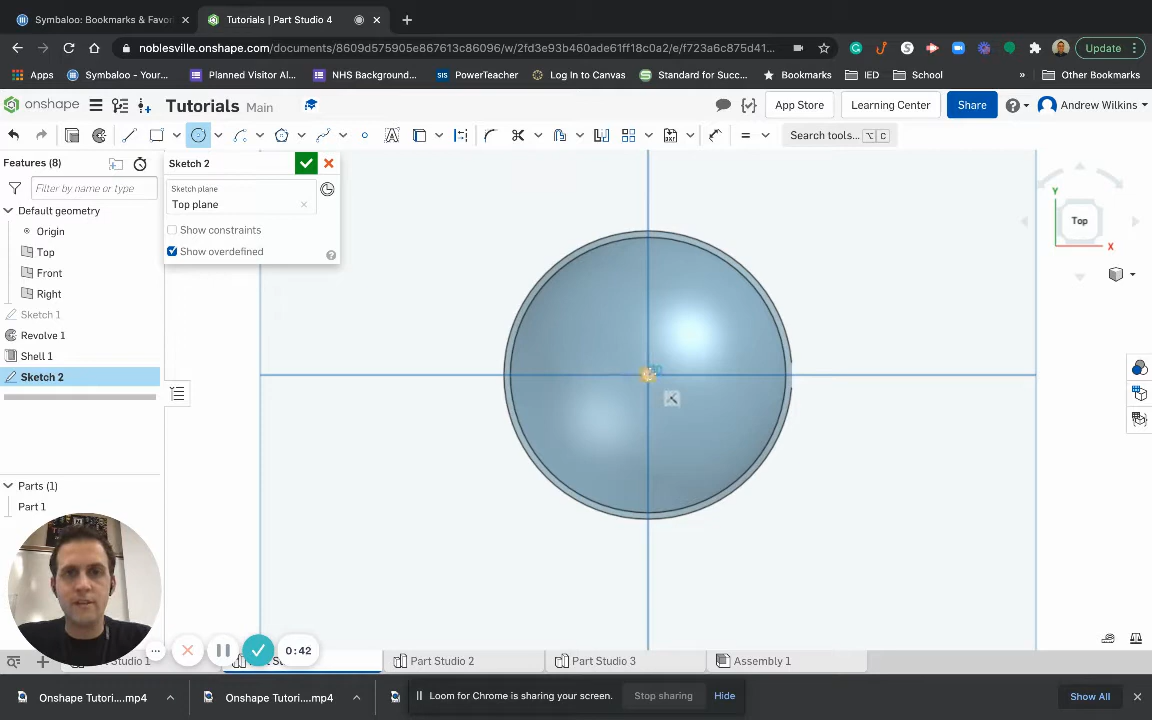 Symbaloo: Bookmarks & Favori
Tutorials | Part Studio 4
noblesville.onshape.com/documents/8609d575905e867613c86096/w/2fd3e93b460ade61ff18c0a2/e/f723a6c875d41...
Update
Apps
Symbaloo - Your...
Planned Visitor Al...
NHS Background...
SIS PowerTeacher
Log In to Canvas
Standard for Succ...
Bookmarks
IED
School
»
Other Bookmarks
onshape
Tutorials Main
App Store
Learning Center
Share
Andrew Wilkins
Search tools... ⌥ C
Features (8)
Sketch 2
Filter by name or type
Sketch plane
Top plane
Default geometry
Show constraints
Origin
Show overdefined
Top
Front
Right
Sketch 1
Revolve 1
Shell 1
Sketch 2
Y
Top
X
Parts (1)
Part 1
0:42
Part Studio 2
Part Studio 3
Assembly 1
Onshape Tutori....mp4
Onshape Tutori....mp4
Loom for Chrome is sharing your screen.
Stop sharing
Hide
Show All